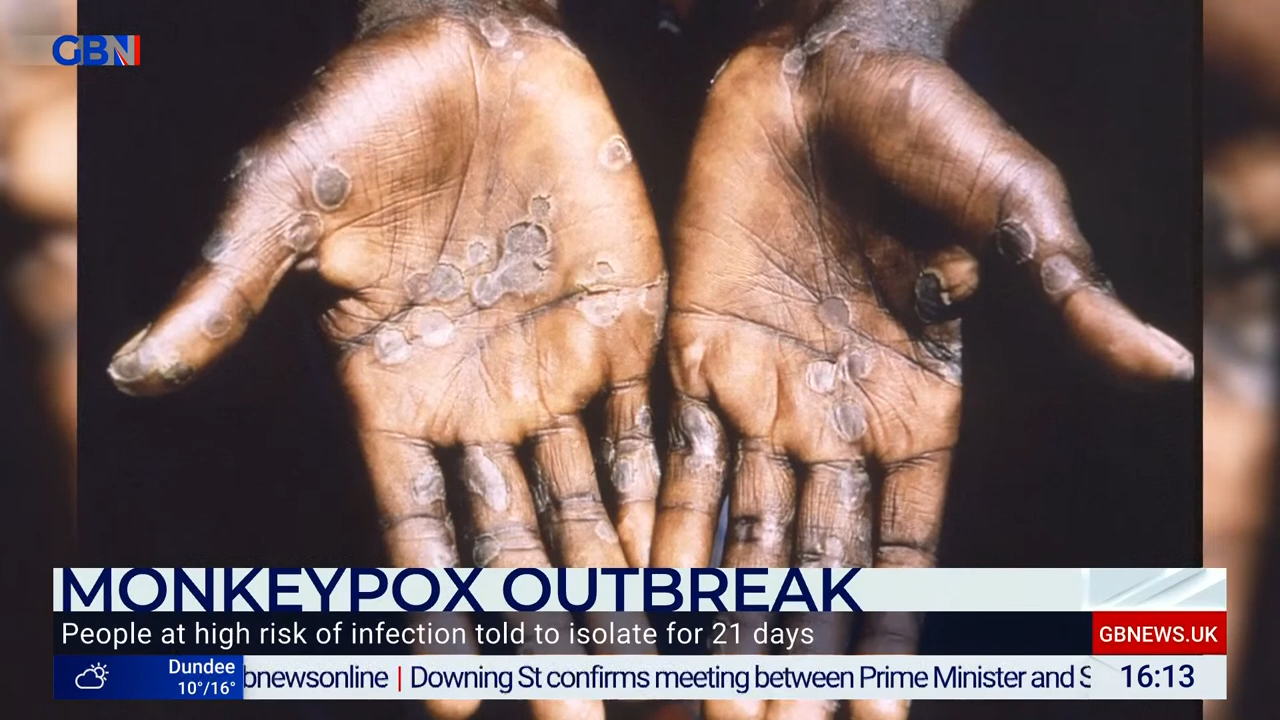 GBN
MONKEYPOX OUTBREAK
People at high risk of infection told to isolate for 21 days
GBNEWS.UK
Dundee
10°/16°
bnewsonline | Downing St confirms meeting between Prime Minister and S
16:13